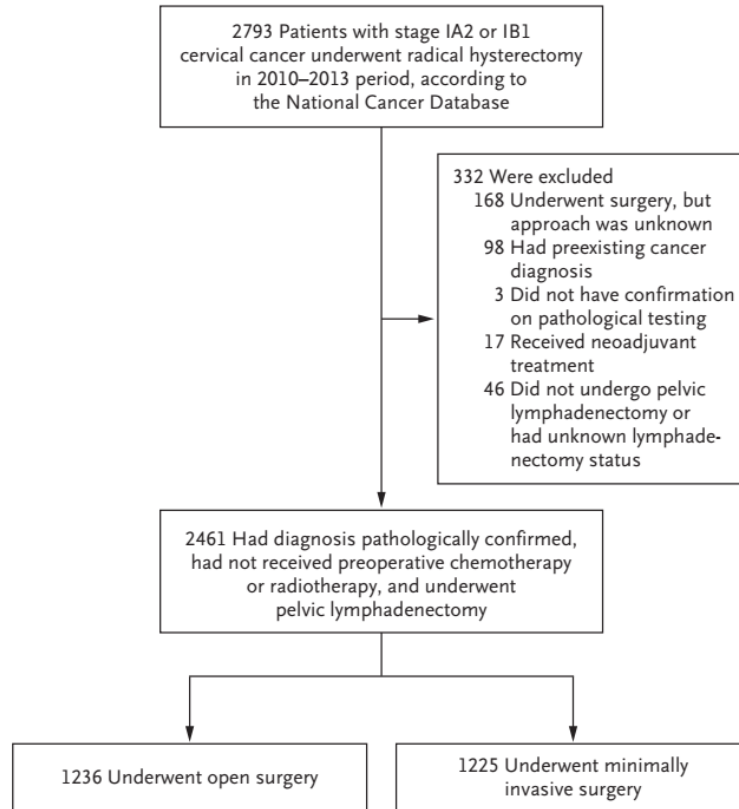 2793 Patients with stage IA2 or IB1
cervical cancer underwent radical hysterectomy
in 2010–2013 period, according to
the National Cancer Database
332 Were excluded
168 Underwent surgery, but
approach was unknown
98 Had preexisting cancer
diagnosis
3 Did not have confirmation
on pathological testing
17 Received neoadjuvant
treatment
46 Did not undergo pelvic
lymphadenectomy or
had unknown lymphade-
nectomy status
2461 Had diagnosis pathologically confirmed,
had not received preoperative chemotherapy
or radiotherapy, and underwent
pelvic lymphadenectomy
1236 Underwent open surgery
1225 Underwent minimally
invasive surgery